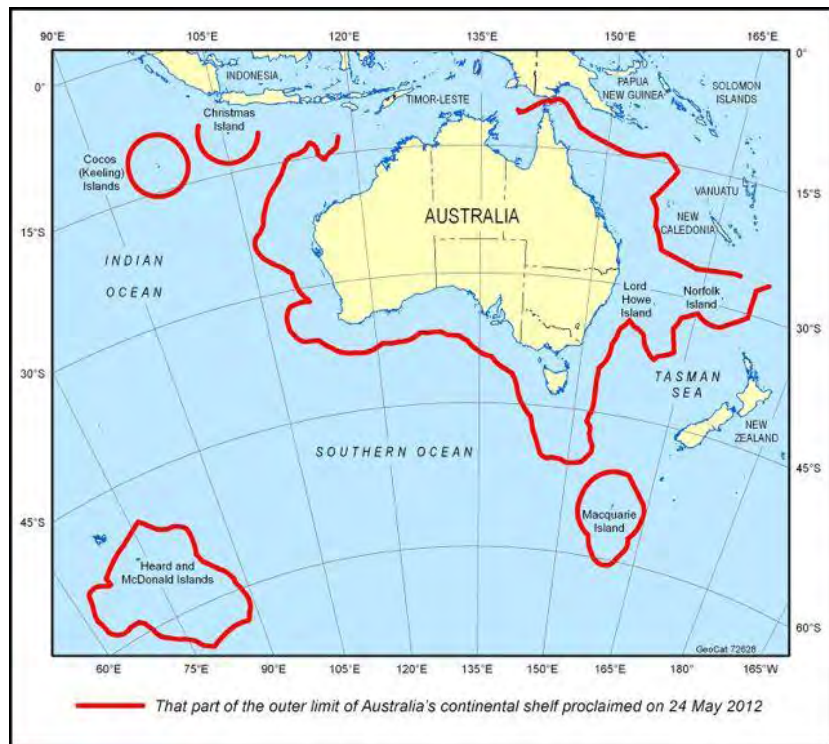 90°E
105°E
120°E
135°E
150°E
165°E
0°
0°
INDONESIA
PAPUA
NEW GUINEA
SOLOMON
ISLANDS
TIMOR-LESTE
Christmas
Island
Cocos
(Keeling)
Islands
15°S
15°S
VANUATU
NEW
CALEDONIA
AUSTRALIA
INDIAN
OCEAN
Lord
Howe
Island
Norfolk
Island
30°S
30°S
TASMAN
SEA
NEW
ZEALAND
SOUTHERN OCEAN
45°S
45°S
Macquarie
Island
Heard and
McDonald Islands
60°S
GeoCat 72628
60°E
75°E
90°E
105°E
120°E
135°E
150°E
165°E
180°
165°W
That part of the outer limit of Australia's continental shelf proclaimed on 24 May 2012